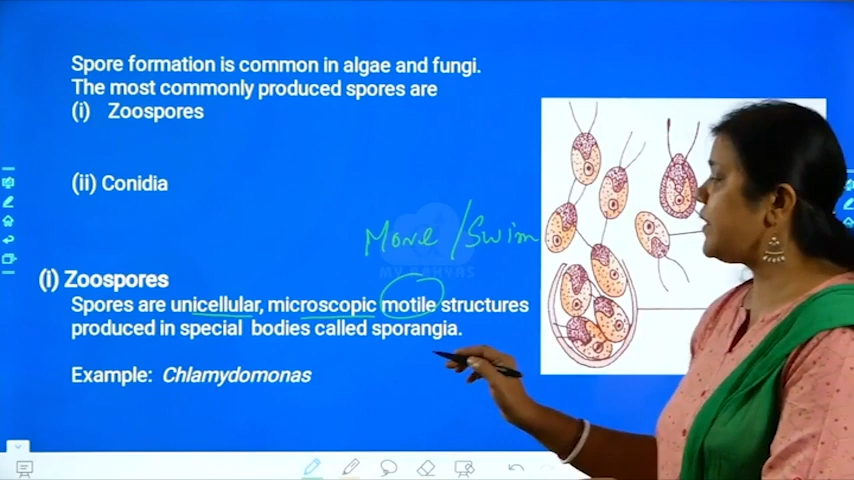 Spore formation is common in algae and fungi.
The most commonly produced spores are
(i) Zoospores
(ii) Conidia
Move / Swim
(i) Zoospores
Spores are unicellular, microscopic motile structures
produced in special bodies called sporangia.
Example: Chlamydomonas